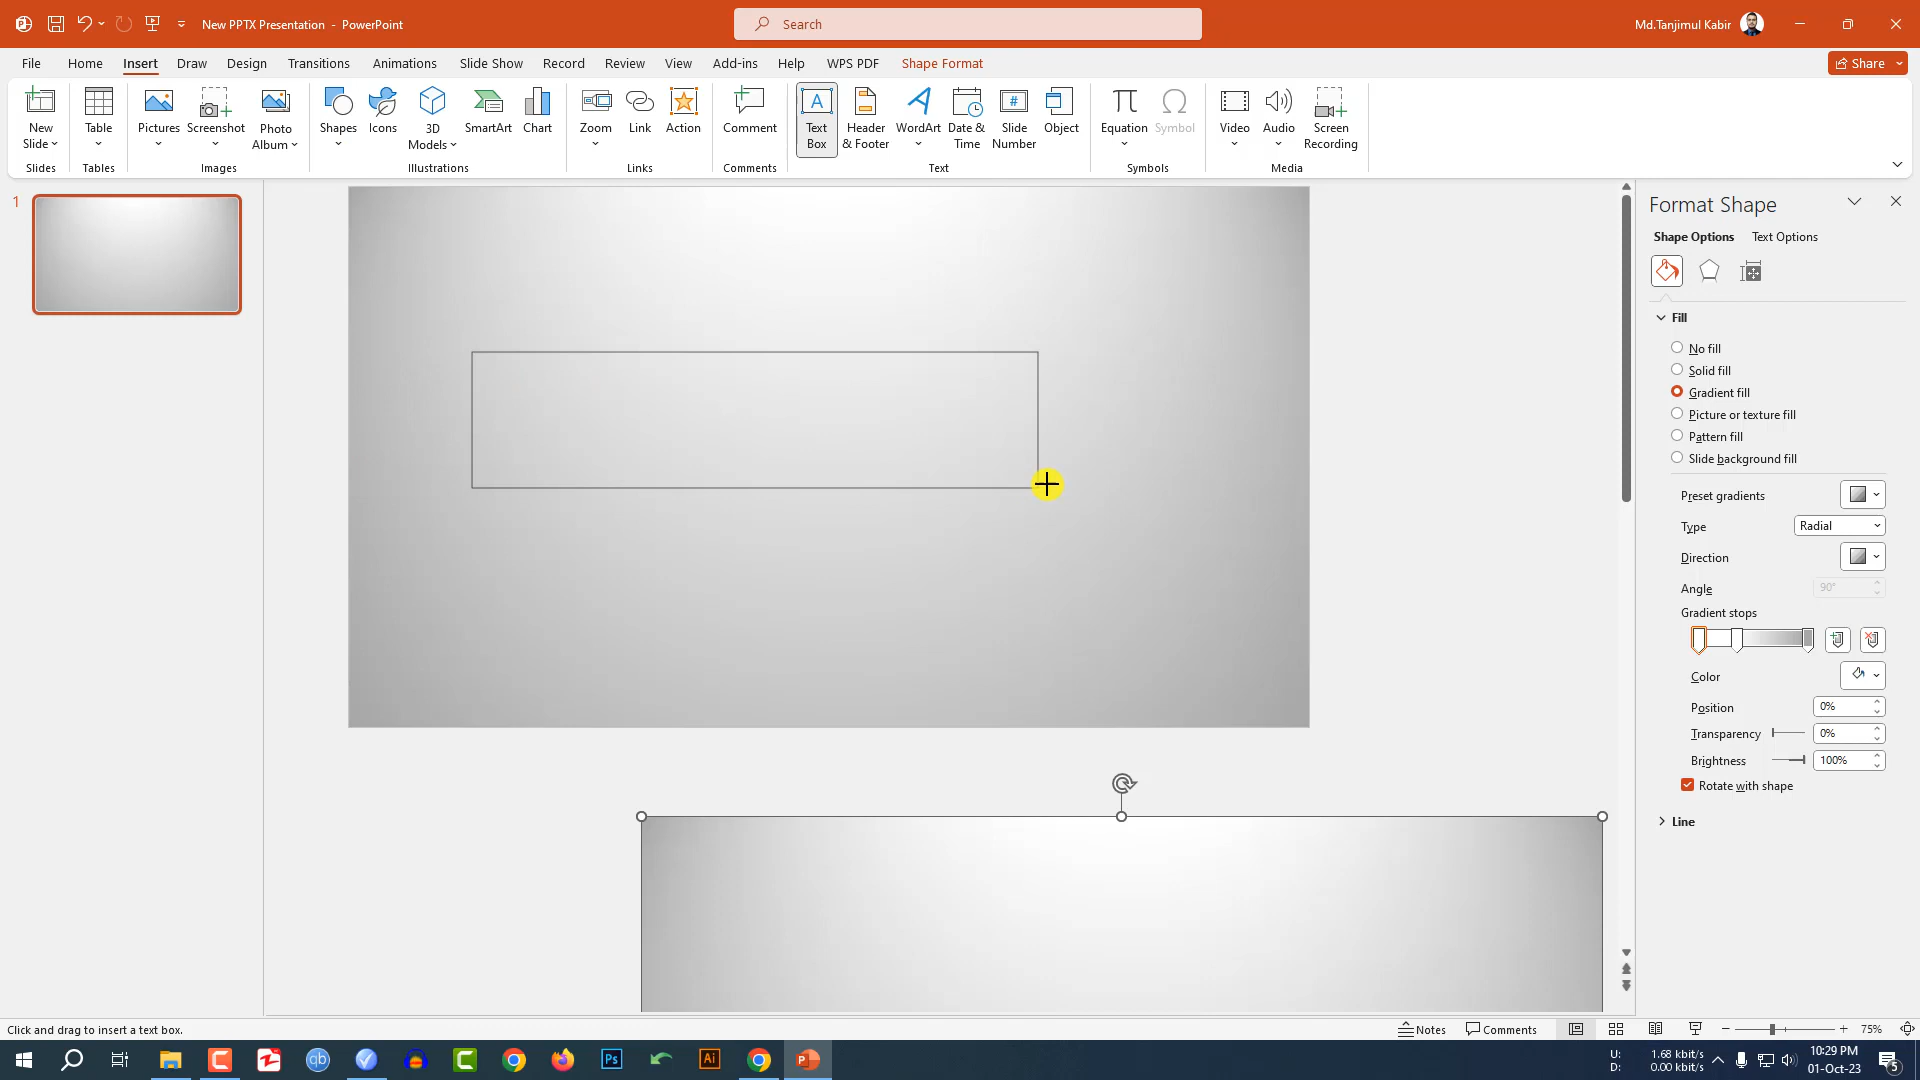 New PPTX Presentation - PowerPoint
Search
Md.Tanjimul Kabir
File Home Insert Draw Design Transitions Animations Slide Show Record Review View Add-ins Help WPS PDF Shape Format
Share
New Slide
Table
Pictures
Screenshot
Photo Album
Shapes
Icons
3D Models
SmartArt
Chart
Zoom
Link
Action
Comment
Text Box
Header & Footer
WordArt
Date & Time
Slide Number
Object
Equation
Symbol
Video
Audio
Screen Recording
Slides Tables Images Illustrations Links Comments Text Symbols Media
1
Format Shape
Shape Options Text Options
Fill
No fill
Solid fill
Gradient fill
Picture or texture fill
Pattern fill
Slide background fill
Preset gradients
Type Radial
Direction
Angle 90°
Gradient stops
Color
Position 0%
Transparency 0%
Brightness 100%
Rotate with shape
Line
Click and drag to insert a text box.
Notes Comments 75%
qb Ps Ai
U: 1.68 kbit/s
D: 0.00 kbit/s
10:29 PM
01-Oct-23
5